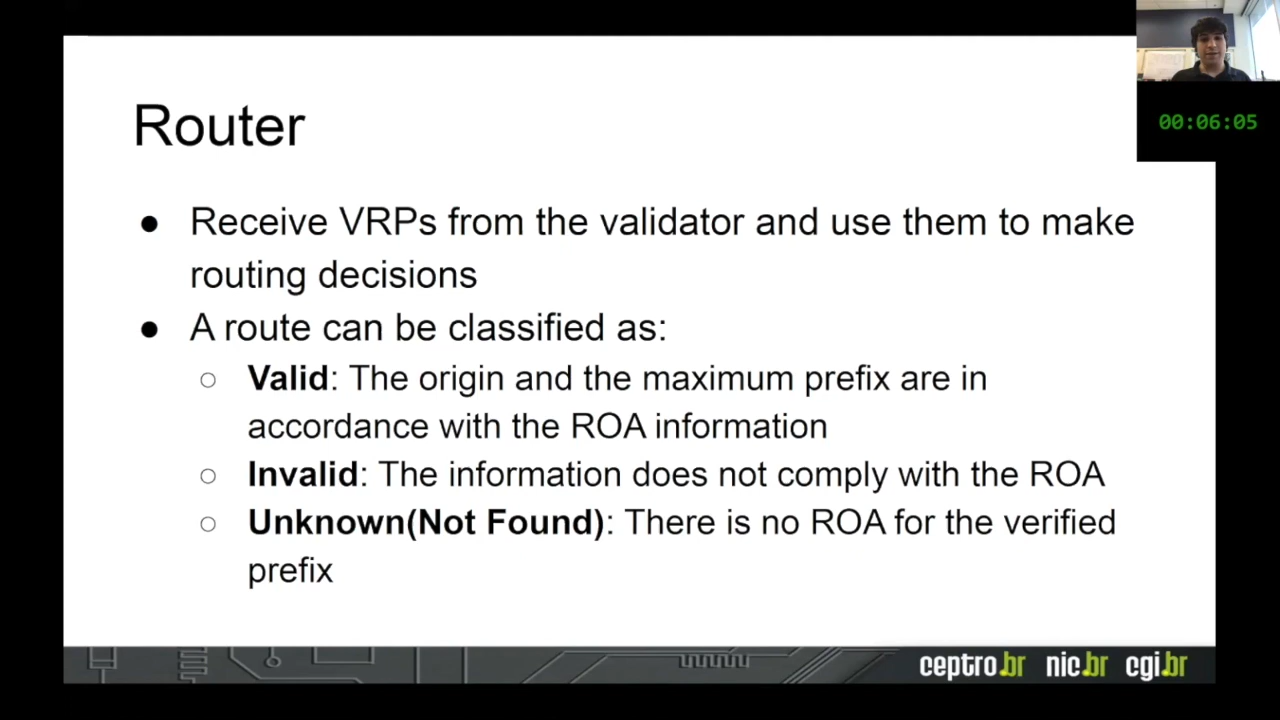 00:06:05
Router
● Receive VRPs from the validator and use them to make
routing decisions
● A route can be classified as:
○ Valid: The origin and the maximum prefix are in
accordance with the ROA information
○ Invalid: The information does not comply with the ROA
○ Unknown(Not Found): There is no ROA for the verified
prefix
ceptro.br nic.br cgi.br